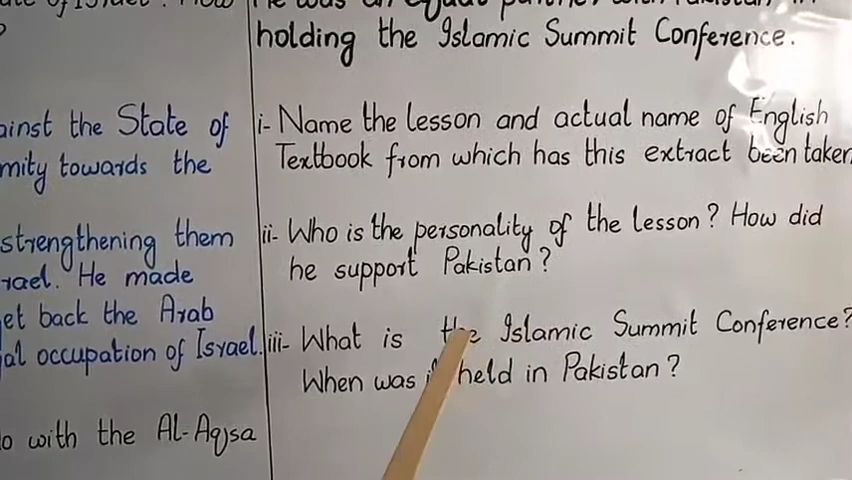 holding the Islamic Summit Conference.
ainst the State of
mity towards the
strengthening them
rael. He made
et back the Arab
al occupation of Israel.
o with the Al-Aqsa
i- Name the lesson and actual name of English
Textbook from which has this extract been taken
ii- Who is the personality of the lesson? How did
he support Pakistan?
iii- What is the Islamic Summit Conference?
When was held in Pakistan?